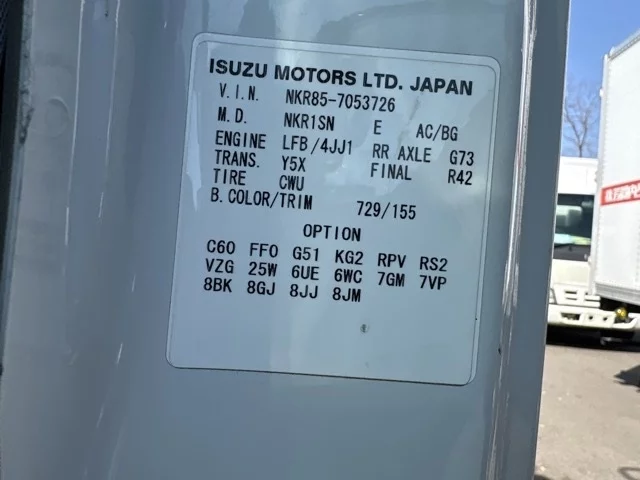 ISUZU MOTORS LTD. JAPAN
V.I.N. NKR85-7053726
M.D. NKR1SN E AC/BG
ENGINE LFB/4JJ1 RR AXLE G73
TRANS. Y5X FINAL R42
TIRE CWU
B.COLOR/TRIM 729/155
OPTION
C60 FF0 G51 KG2 RPV RS2
VZG 25W 6UE 6WC 7GM 7VP
8BK 8GJ 8JJ 8JM